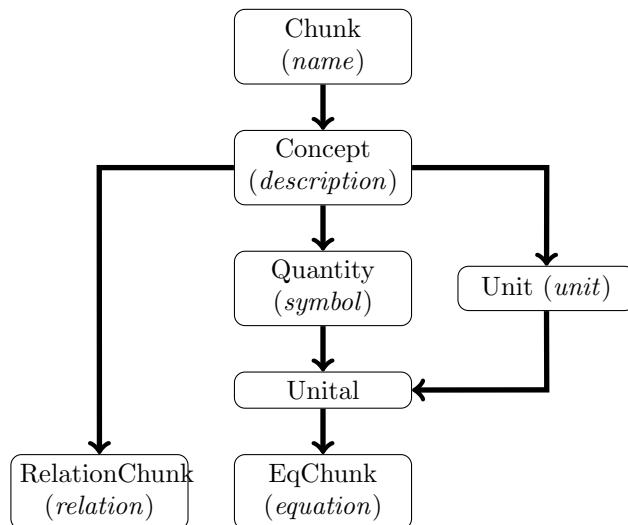 Chunk
(name)
Concept
(description)
Quantity
(symbol)
Unit (unit)
Unital
RelationChunk
(relation)
EqChunk
(equation)